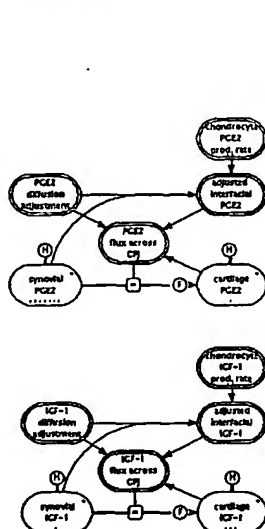 chondrocyte
PGE2
prod. rate
PGE2
diffusion
adjustment
adjusted
interfacial
PGE2
PGE2
flux across
CPJ
H
H
synovial
PGE2
=
F
cartilage
PGE2
chondrocyte
IGF-1
prod. rate
IGF-1
diffusion
adjustment
adjusted
interfacial
IGF-1
IGF-1
flux across
CPJ
H
H
synovial
IGF-1
=
F
cartilage
IGF-1